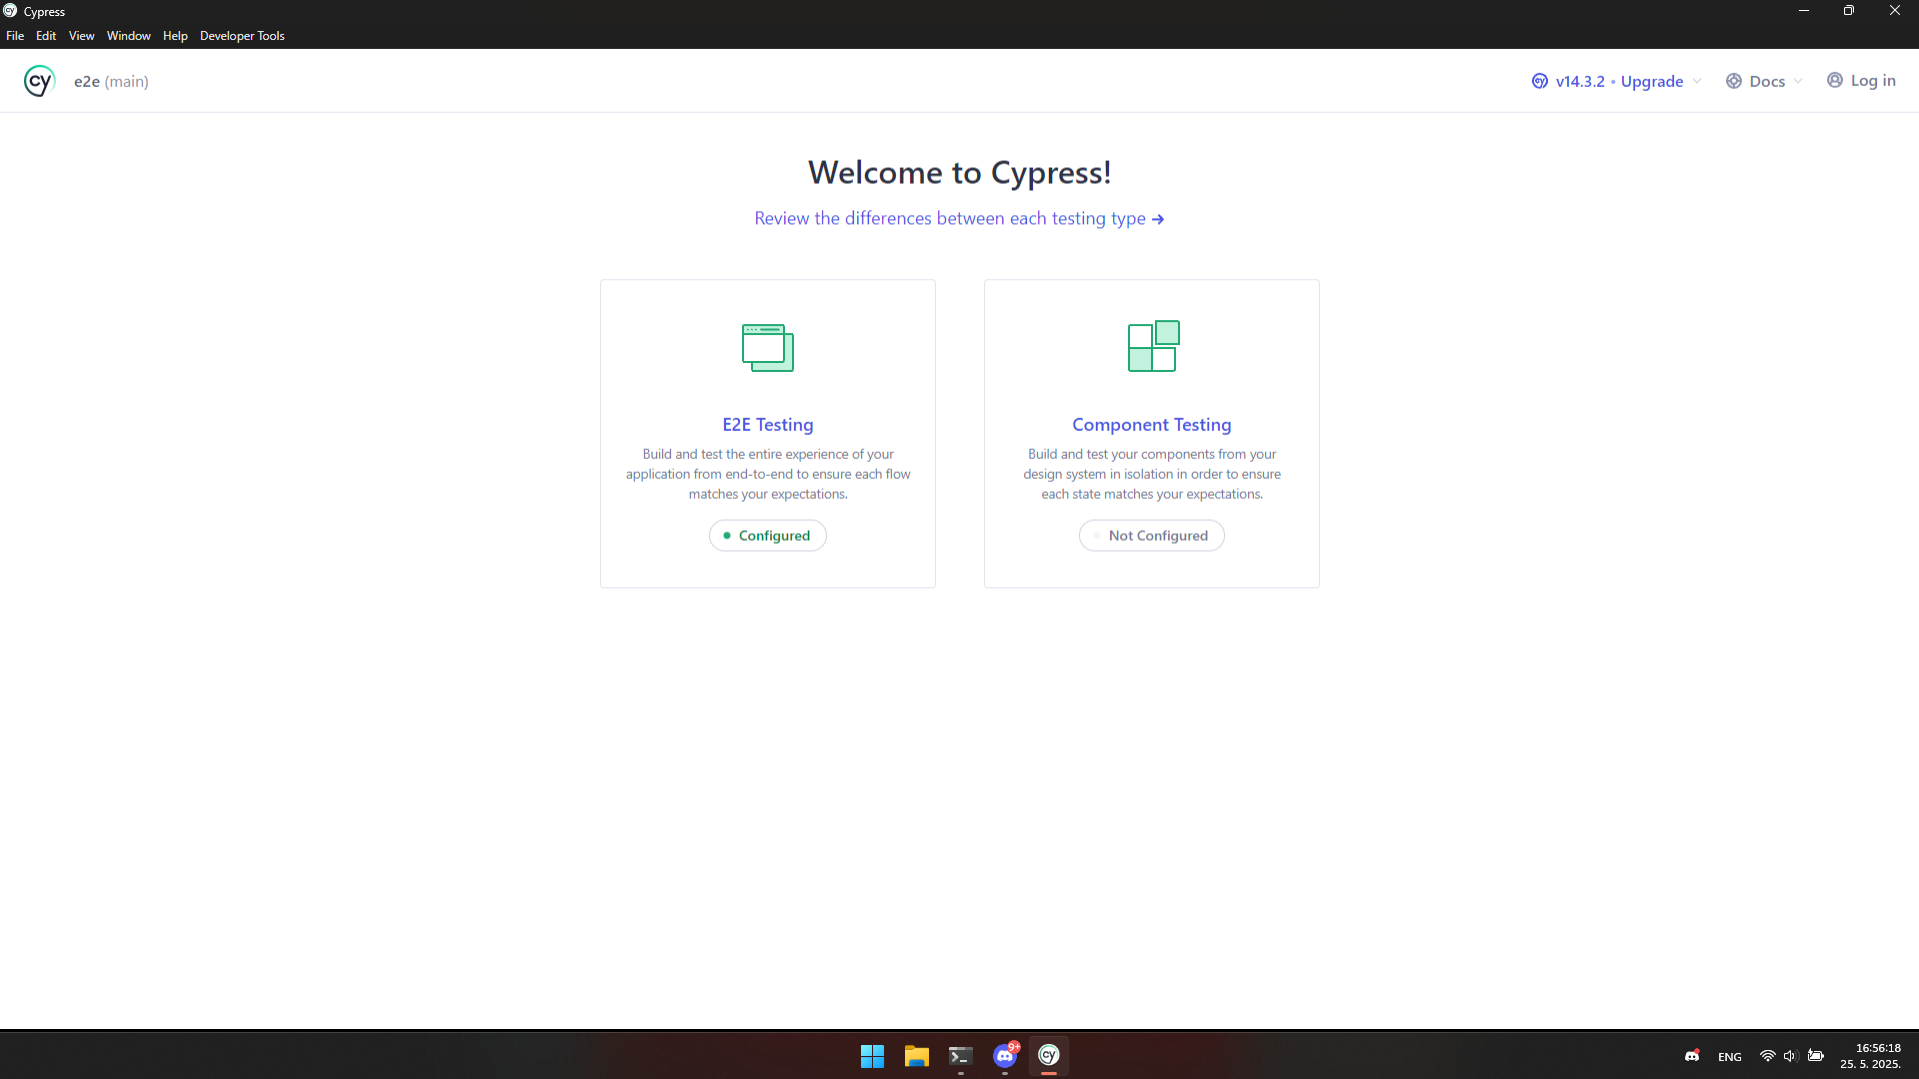 Cypress
File Edit View Window Help Developer Tools
cy e2e (main) v14.3.2 • Upgrade Docs Log in
Welcome to Cypress!
Review the differences between each testing type →
E2E Testing
Build and test the entire experience of your
application from end-to-end to ensure each flow
matches your expectations.
Configured
Component Testing
Build and test your components from your
design system in isolation in order to ensure
each state matches your expectations.
Not Configured
9+
cy
ENG
16:56:18
25. 5. 2025.